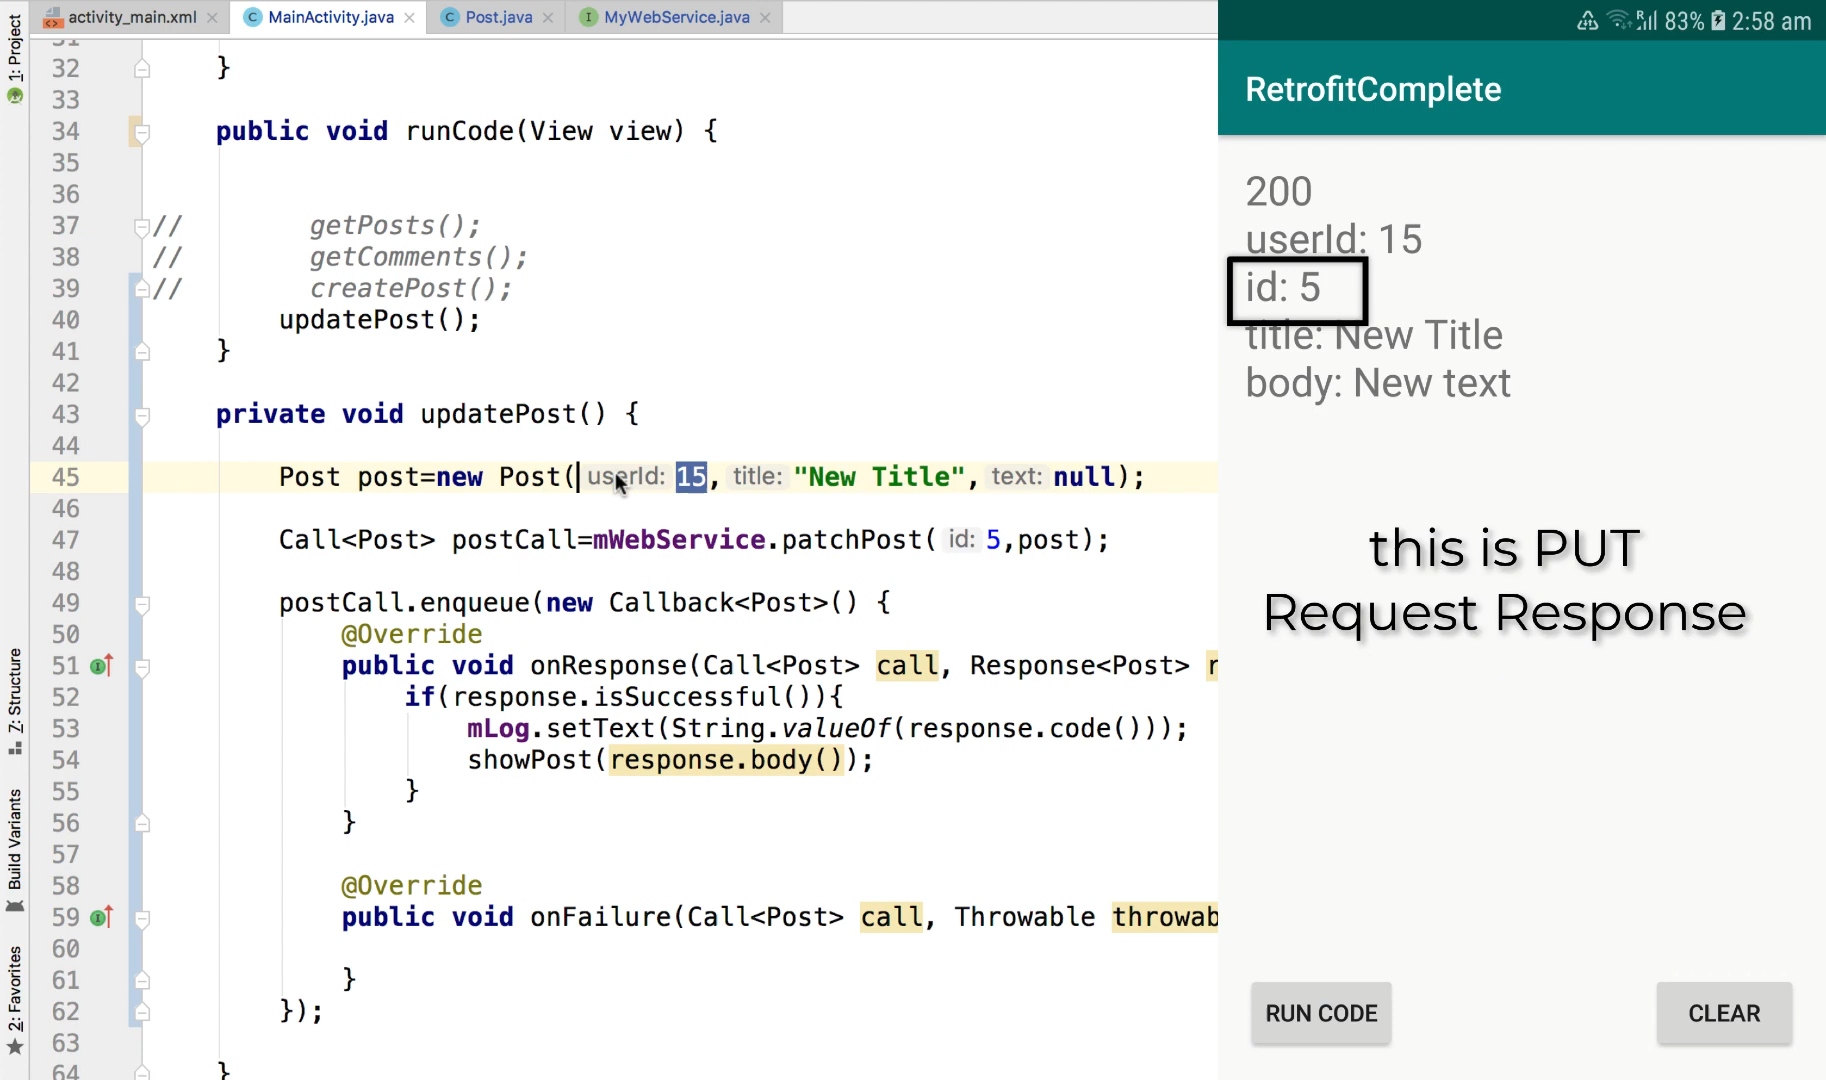 activity_main.xml
MainActivity.java
Post.java
MyWebService.java
1: Project
Z: Structure
Build Variants
2: Favorites
31
32 }
33
34 public void runCode(View view) {
35
36
37 // getPosts();
38 // getComments();
39 // createPost();
40 updatePost();
41 }
42
43 private void updatePost() {
44
45 Post post=new Post( userId: 15, title: "New Title", text: null);
46
47 Call<Post> postCall=mWebService.patchPost( id: 5,post);
48
49 postCall.enqueue(new Callback<Post>() {
50 @Override
51 public void onResponse(Call<Post> call, Response<Post> r
52 if(response.isSuccessful()){
53 mLog.setText(String.valueOf(response.code()));
54 showPost(response.body());
55 }
56 }
57
58 @Override
59 public void onFailure(Call<Post> call, Throwable throwab
60
61 }
62 });
63
64 }
83% 2:58 am
RetrofitComplete
200
userId: 15
id: 5
title: New Title
body: New text
this is PUT
Request Response
RUN CODE
CLEAR